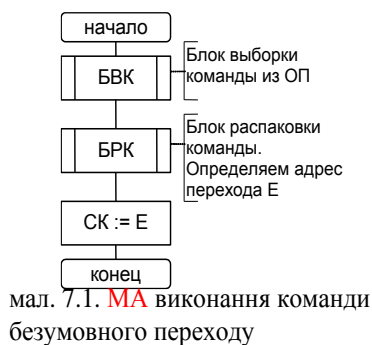 начало
БВК
Блок выборки
команды из ОП
БРК
Блок распаковки
команды.
Определяем адрес
перехода E
СК := E
конец
мал. 7.1. МА виконання команди
безумовного переходу